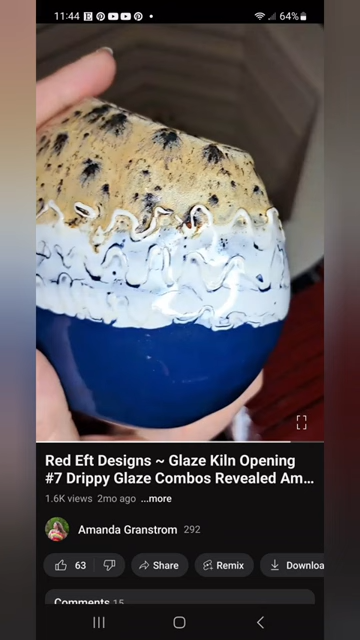 11:44
64%
Red Eft Designs ~ Glaze Kiln Opening
#7 Drippy Glaze Combos Revealed Am...
1.6K views 2mo ago ...more
Amanda Granstrom 292
63 Share Remix Downloa
Comments 15